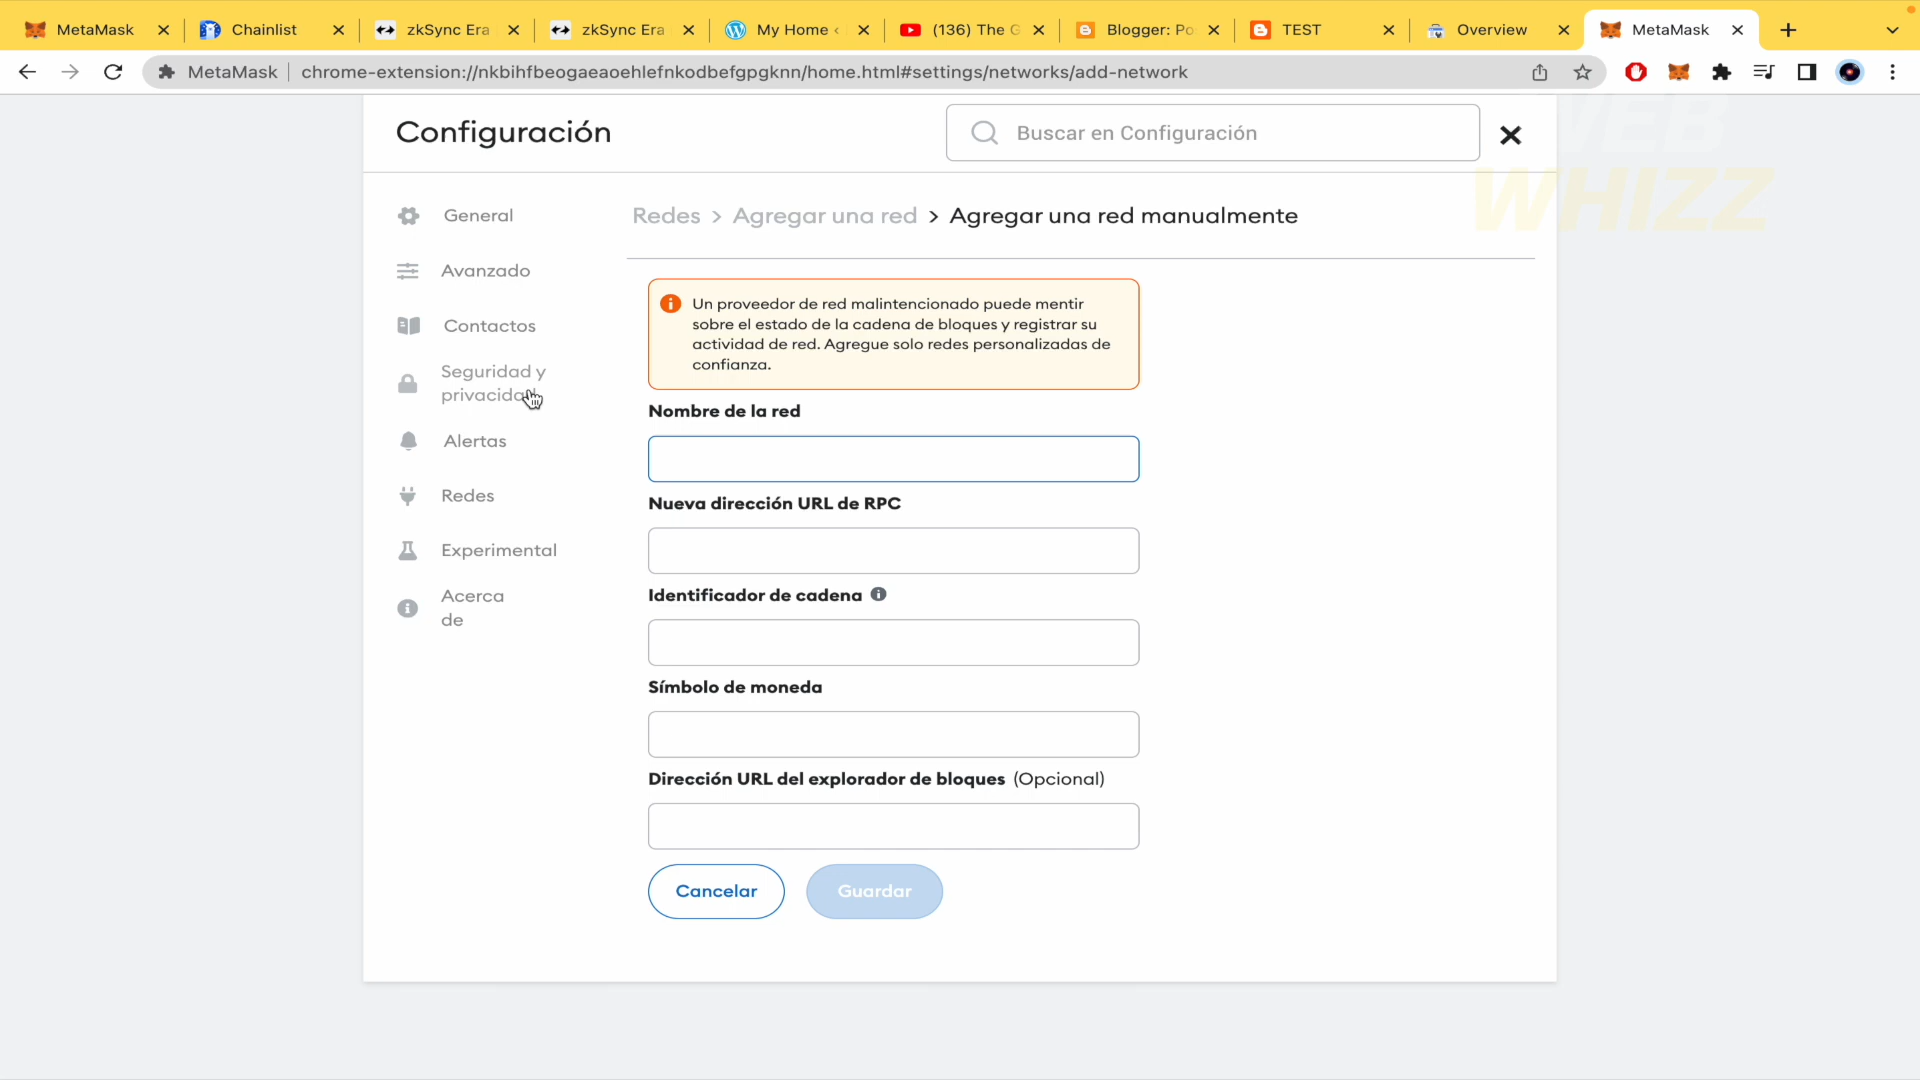 MetaMask
Chainlist
zkSync Era
zkSync Era
My Home ‹
(136) The G
Blogger: Po
TEST
Overview
MetaMask
MetaMask
chrome-extension://nkbihfbeogaeaoehlefnkodbefgpgknn/home.html#settings/networks/add-network
WEB
WHIZZ
Configuración
Buscar en Configuración
General
Avanzado
Contactos
Seguridad y
privacidad
Alertas
Redes
Experimental
Acerca
de
Redes > Agregar una red > Agregar una red manualmente
Un proveedor de red malintencionado puede mentir
sobre el estado de la cadena de bloques y registrar su
actividad de red. Agregue solo redes personalizadas de
confianza.
Nombre de la red
Nueva dirección URL de RPC
Identificador de cadena
Símbolo de moneda
Dirección URL del explorador de bloques (Opcional)
Cancelar
Guardar